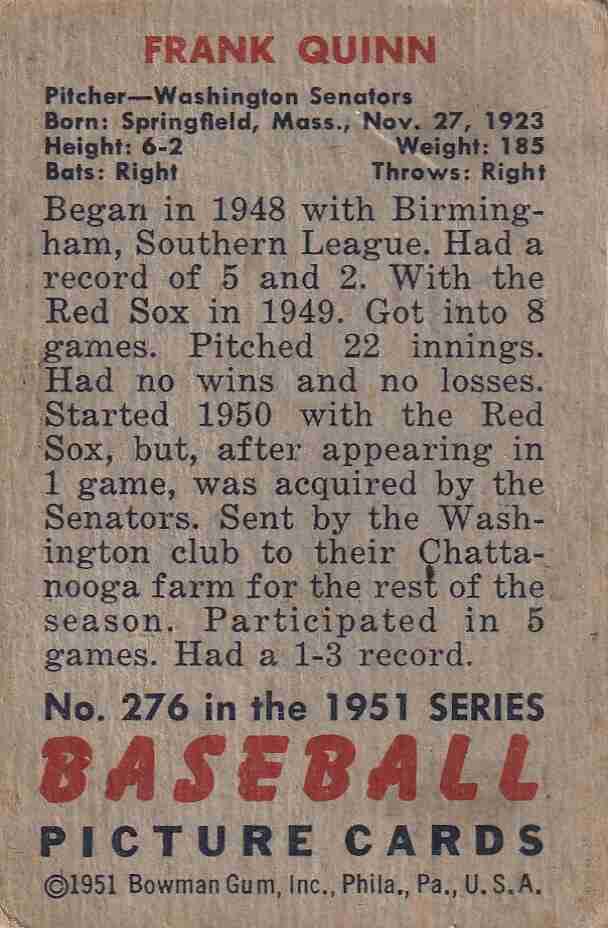 FRANK QUINN
Pitcher—Washington Senators
Born: Springfield, Mass., Nov. 27, 1923
Height: 6-2 Weight: 185
Bats: Right Throws: Right
Began in 1948 with Birming-
ham, Southern League. Had a
record of 5 and 2. With the
Red Sox in 1949. Got into 8
games. Pitched 22 innings.
Had no wins and no losses.
Started 1950 with the Red
Sox, but, after appearing in
1 game, was acquired by the
Senators. Sent by the Wash-
ington club to their Chatta-
nooga farm for the rest of the
season. Participated in 5
games. Had a 1-3 record.
No. 276 in the 1951 SERIES
BASEBALL
PICTURE CARDS
©1951 Bowman Gum, Inc., Phila., Pa., U.S.A.